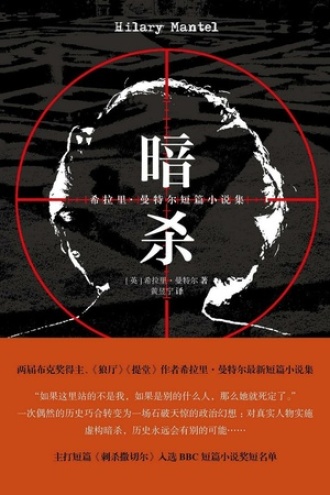 Hilary Mantel
暗
杀
希拉里·曼特尔短篇小说集
[英]希拉里·曼特尔 著
黄昱宁 译
两届布克奖得主、《狼厅》《提堂》作者希拉里·曼特尔最新短篇小说集
“如果这里站的不是我，如果是别的什么人，那么她就死定了。”
一次偶然的历史巧合转变为一场石破天惊的政治幻想；对真实人物实施
虚构暗杀，历史永远会有别的可能……
主打短篇《刺杀撒切尔》入选BBC短篇小说奖短名单